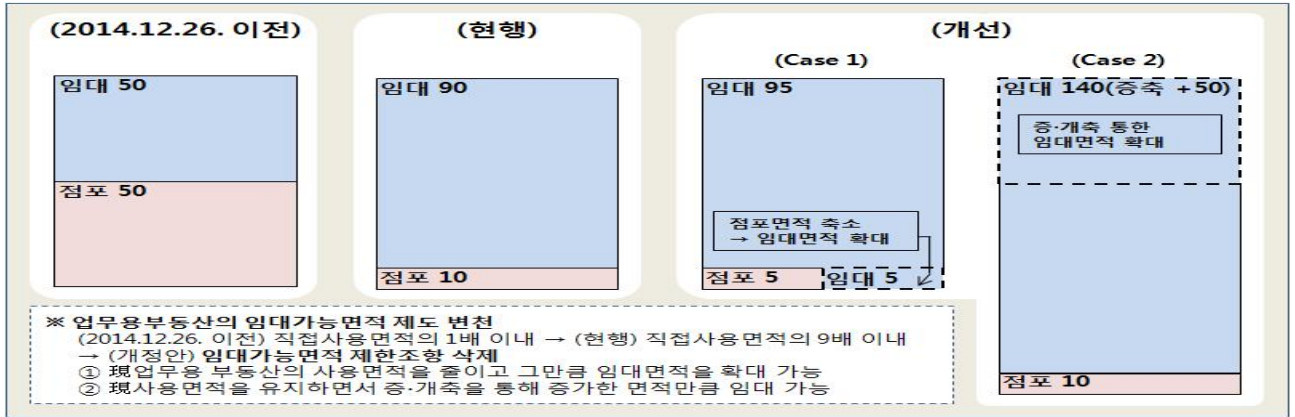 (2014.12.26. 이전)
임대 50
점포 50
(현행)
임대 90
점포 10
(개선)
(Case 1)
임대 95
점포면적 축소
→ 임대면적 확대
점포 5
임대 5
(Case 2)
임대 140(증축 +50)
증·개축 통한
임대면적 확대
점포 10
※ 업무용부동산의 임대가능면적 제도 변천
(2014.12.26. 이전) 직접사용면적의 1배 이내 → (현행) 직접사용면적의 9배 이내
→ (개정안) 임대가능면적 제한조항 삭제
① 現업무용 부동산의 사용면적을 줄이고 그만큼 임대면적을 확대 가능
② 現사용면적을 유지하면서 증·개축을 통해 증가한 면적만큼 임대 가능